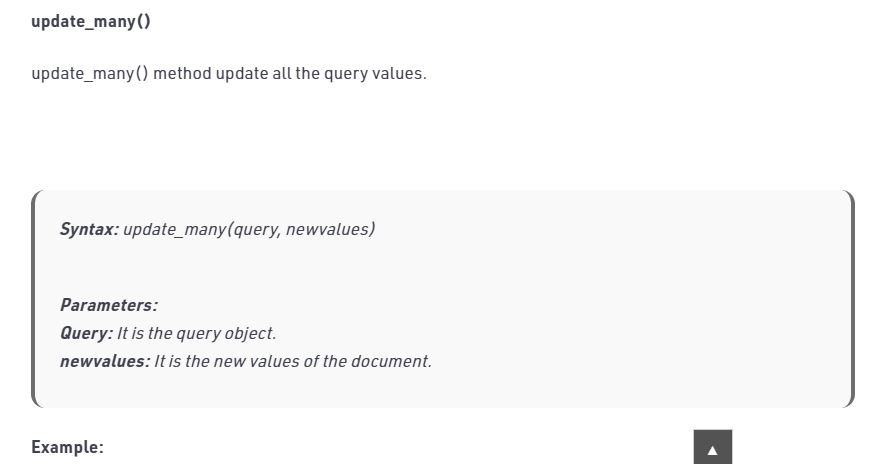 update_many()
update_many() method update all the query values.
Syntax: update_many(query, newvalues)
Parameters:
Query: It is the query object.
newvalues: It is the new values of the document.
Example: